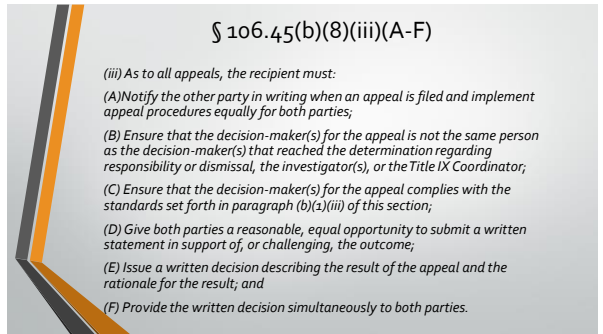 § 106.45(b)(8)(iii)(A-F)
(iii) As to all appeals, the recipient must:
(A)Notify the other party in writing when an appeal is filed and implement
appeal procedures equally for both parties;
(B) Ensure that the decision-maker(s) for the appeal is not the same person
as the decision-maker(s) that reached the determination regarding
responsibility or dismissal, the investigator(s), or the Title IX Coordinator;
(C) Ensure that the decision-maker(s) for the appeal complies with the
standards set forth in paragraph (b)(1)(iii) of this section;
(D) Give both parties a reasonable, equal opportunity to submit a written
statement in support of, or challenging, the outcome;
(E) Issue a written decision describing the result of the appeal and the
rationale for the result; and
(F) Provide the written decision simultaneously to both parties.